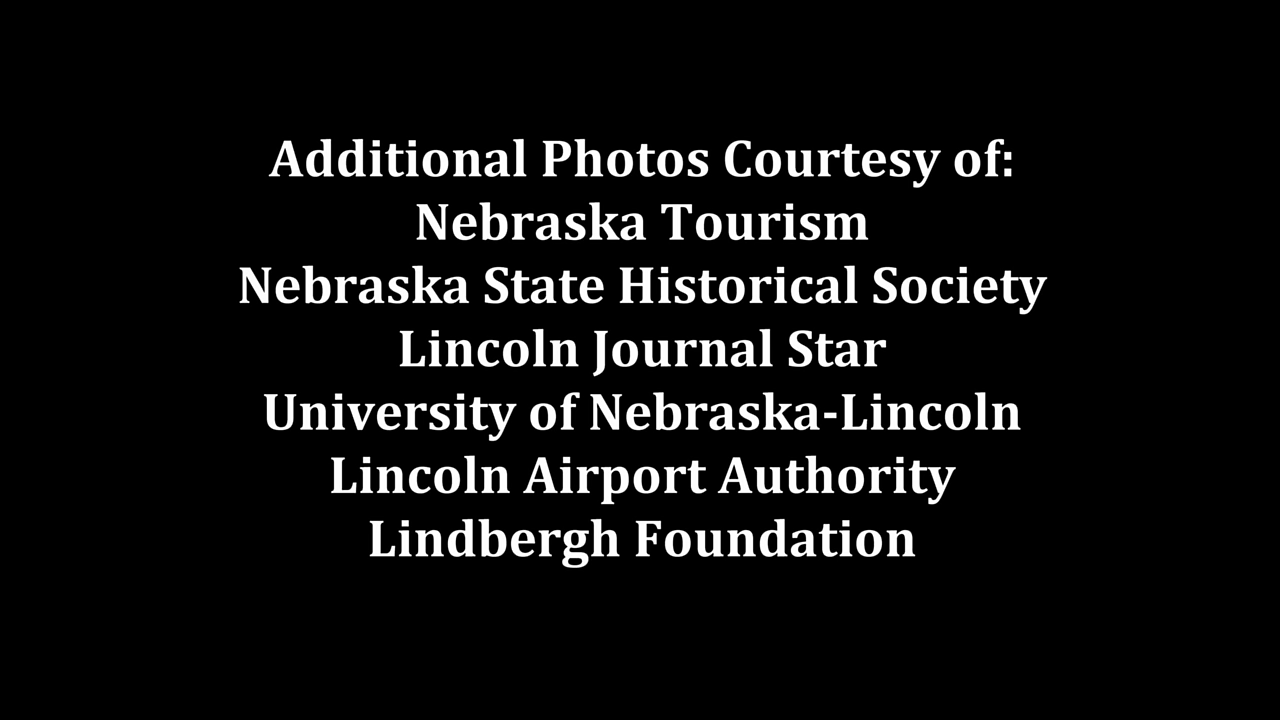 Additional Photos Courtesy of:
Nebraska Tourism
Nebraska State Historical Society
Lincoln Journal Star
University of Nebraska-Lincoln
Lincoln Airport Authority
Lindbergh Foundation